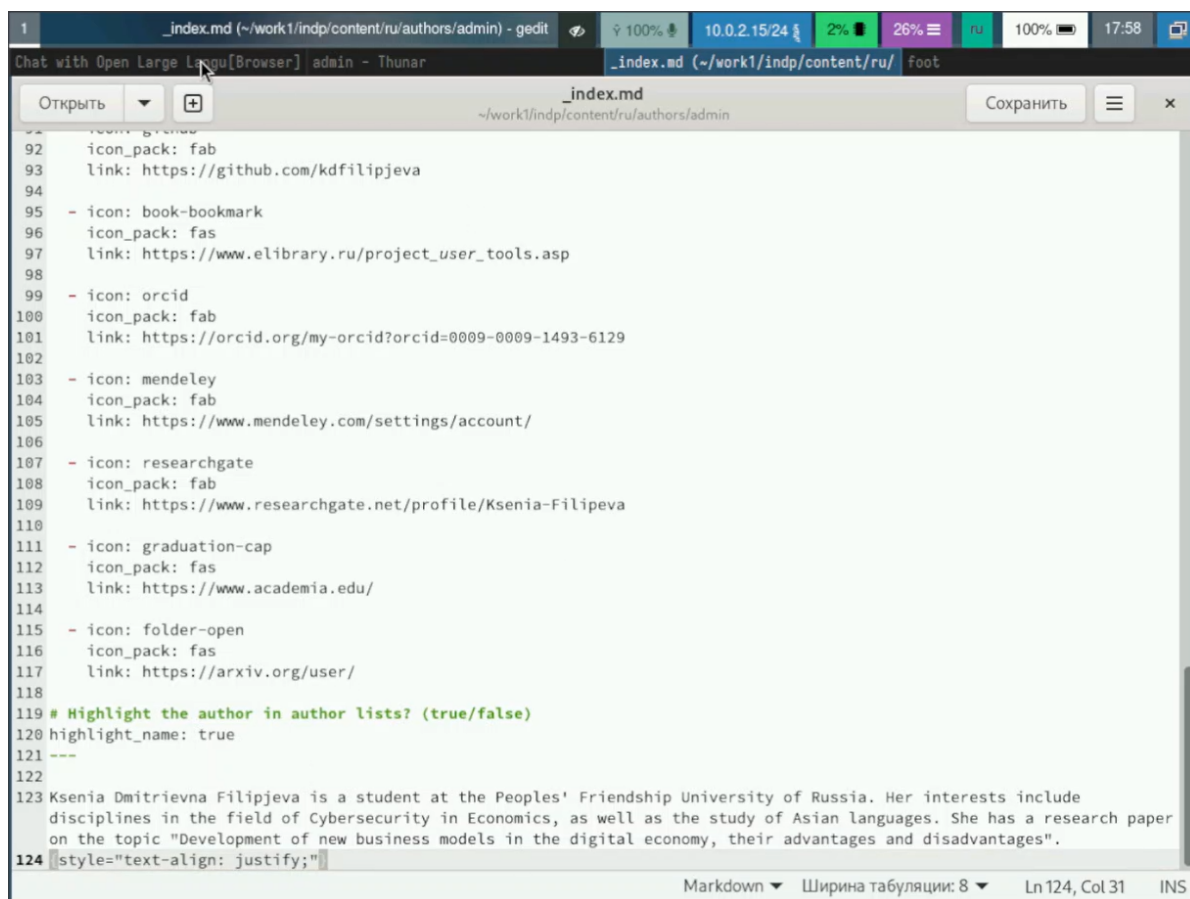 1 _index.md (~/work1/indp/content/ru/authors/admin) - gedit 100% 10.0.2.15/24 2% 26% ru 100% 17:58
Chat with Open Large Langu[Browser] admin - Thunar _index.md (~/work1/indp/content/ru/ foot
Открыть _index.md Сохранить
~/work1/indp/content/ru/authors/admin
91 icon: github
92 icon_pack: fab
93 link: https://github.com/kdfilipjeva
94
95 - icon: book-bookmark
96 icon_pack: fas
97 link: https://www.elibrary.ru/project_user_tools.asp
98
99 - icon: orcid
100 icon_pack: fab
101 link: https://orcid.org/my-orcid?orcid=0009-0009-1493-6129
102
103 - icon: mendeley
104 icon_pack: fab
105 link: https://www.mendeley.com/settings/account/
106
107 - icon: researchgate
108 icon_pack: fab
109 link: https://www.researchgate.net/profile/Ksenia-Filipeva
110
111 - icon: graduation-cap
112 icon_pack: fas
113 link: https://www.academia.edu/
114
115 - icon: folder-open
116 icon_pack: fas
117 link: https://arxiv.org/user/
118
119 # Highlight the author in author lists? (true/false)
120 highlight_name: true
121 ---
122
123 Ksenia Dmitrievna Filipjeva is a student at the Peoples' Friendship University of Russia. Her interests include
disciplines in the field of Cybersecurity in Economics, as well as the study of Asian languages. She has a research paper
on the topic "Development of new business models in the digital economy, their advantages and disadvantages".
124 {style="text-align: justify;"}
Markdown Ширина табуляции: 8 Ln 124, Col 31 INS